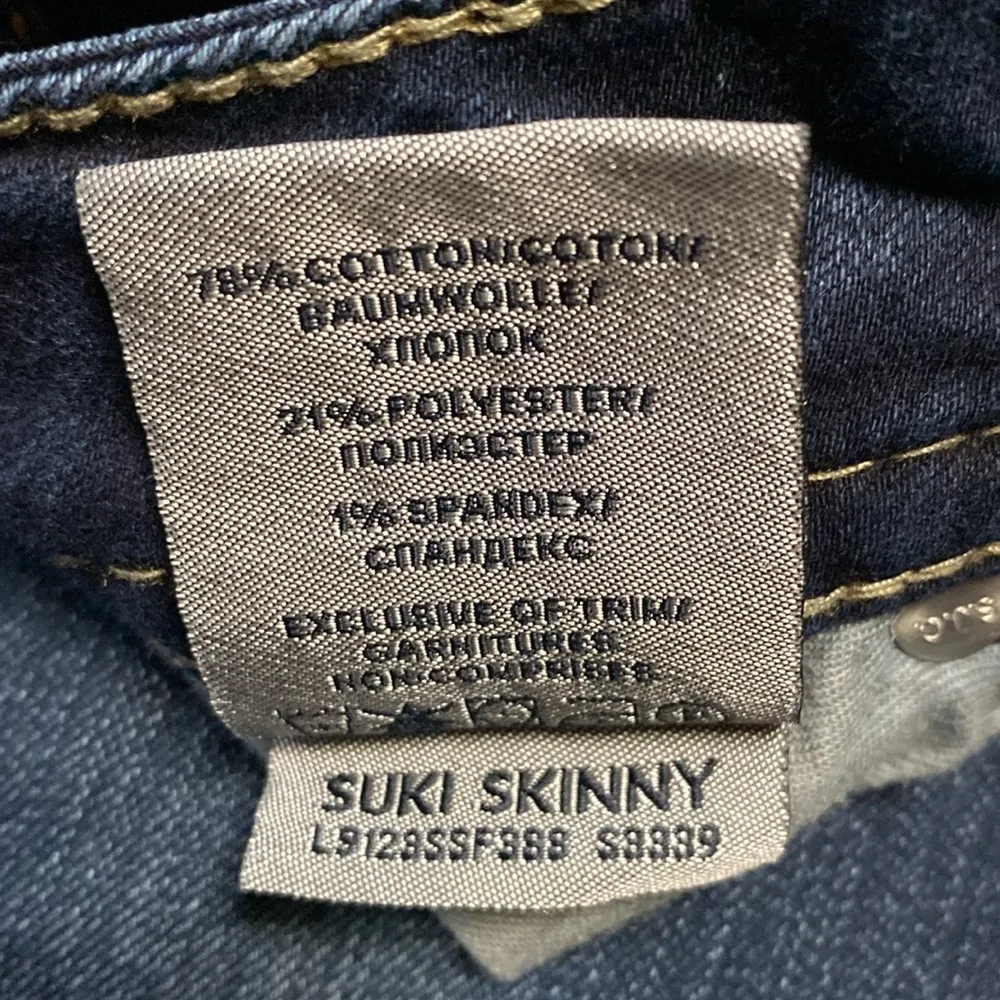 78% COTTON/COTON/
BAUMWOLLE/
ХЛОПОК
21% POLYESTER/
ПОЛИЭСТЕР
1% SPANDEX/
СПАНДЕКС
EXCLUSIVE OF TRIM/
GARNITURES
NON COMPRISES
SUKI SKINNY
L9123SSF388 S3339